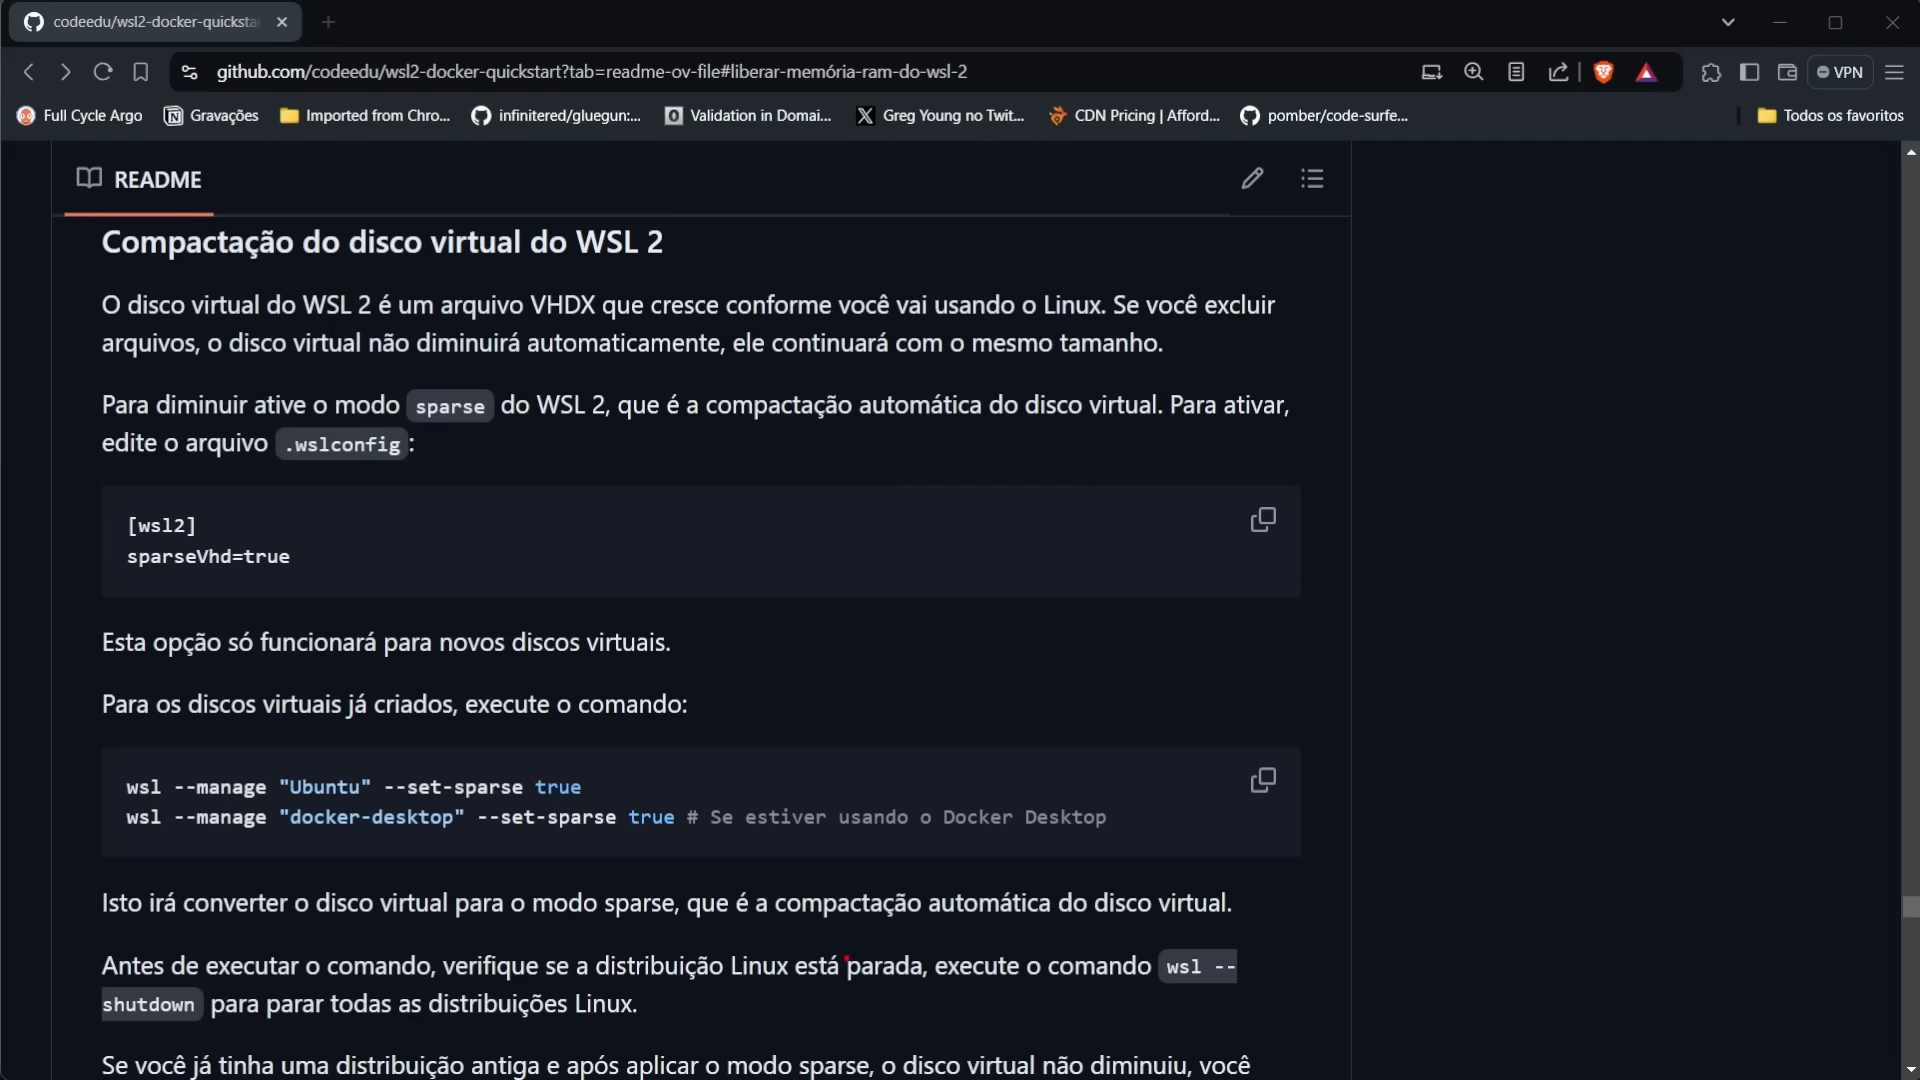 codeedu/wsl2-docker-quicksta
github.com/codeedu/wsl2-docker-quickstart?tab=readme-ov-file#liberar-memória-ram-do-wsl-2
VPN
Full Cycle Argo
Gravações
Imported from Chro...
infinitered/gluegun:...
Validation in Domai...
Greg Young no Twit...
CDN Pricing | Afford...
pomber/code-surfe...
Todos os favoritos
README
Compactação do disco virtual do WSL 2
O disco virtual do WSL 2 é um arquivo VHDX que cresce conforme você vai usando o Linux. Se você excluir
arquivos, o disco virtual não diminuirá automaticamente, ele continuará com o mesmo tamanho.
Para diminuir ative o modo sparse do WSL 2, que é a compactação automática do disco virtual. Para ativar,
edite o arquivo .wslconfig:
[wsl2]
sparseVhd=true
Esta opção só funcionará para novos discos virtuais.
Para os discos virtuais já criados, execute o comando:
wsl --manage "Ubuntu" --set-sparse true
wsl --manage "docker-desktop" --set-sparse true # Se estiver usando o Docker Desktop
Isto irá converter o disco virtual para o modo sparse, que é a compactação automática do disco virtual.
Antes de executar o comando, verifique se a distribuição Linux está parada, execute o comando wsl --
shutdown para parar todas as distribuições Linux.
Se você já tinha uma distribuição antiga e após aplicar o modo sparse, o disco virtual não diminuiu, você